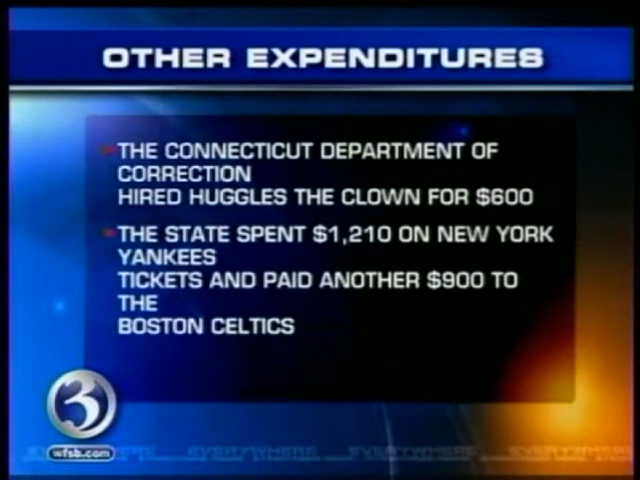 OTHER EXPENDITURES
THE CONNECTICUT DEPARTMENT OF
CORRECTION
HIRED HUGGLES THE CLOWN FOR $600
THE STATE SPENT $1,210 ON NEW YORK
YANKEES
TICKETS AND PAID ANOTHER $900 TO
THE
BOSTON CELTICS
3
wfsb.com
EVERYWHERE